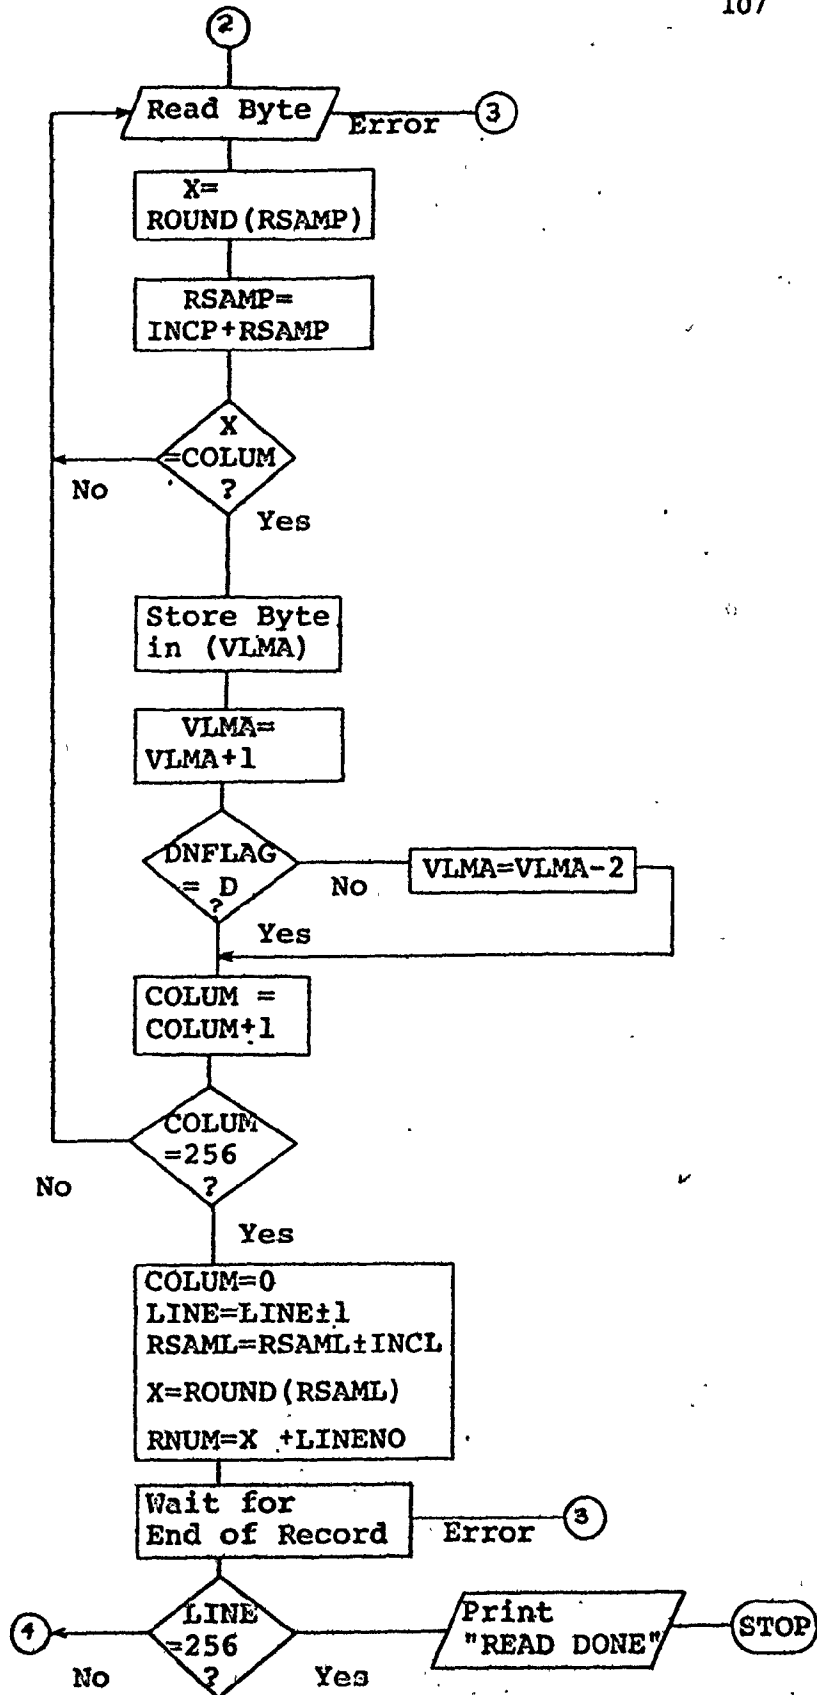 107
2
Read Byte
Error
3
X=
ROUND(RSAMP)
RSAMP=
INCP+RSAMP
X
=COLUM
?
No
Yes
Store Byte
in (VLMA)
VLMA=
VLMA+1
DNFLAG
= D
?
No
VLMA=VLMA-2
Yes
COLUM =
COLUM+1
COLUM
=256
?
No
Yes
COLUM=0
LINE=LINE±1
RSAML=RSAML±INCL
X=ROUND(RSAML)
RNUM=X +LINENO
Wait for
End of Record
Error
3
LINE
=256
?
4
No
Yes
Print
"READ DONE"
STOP